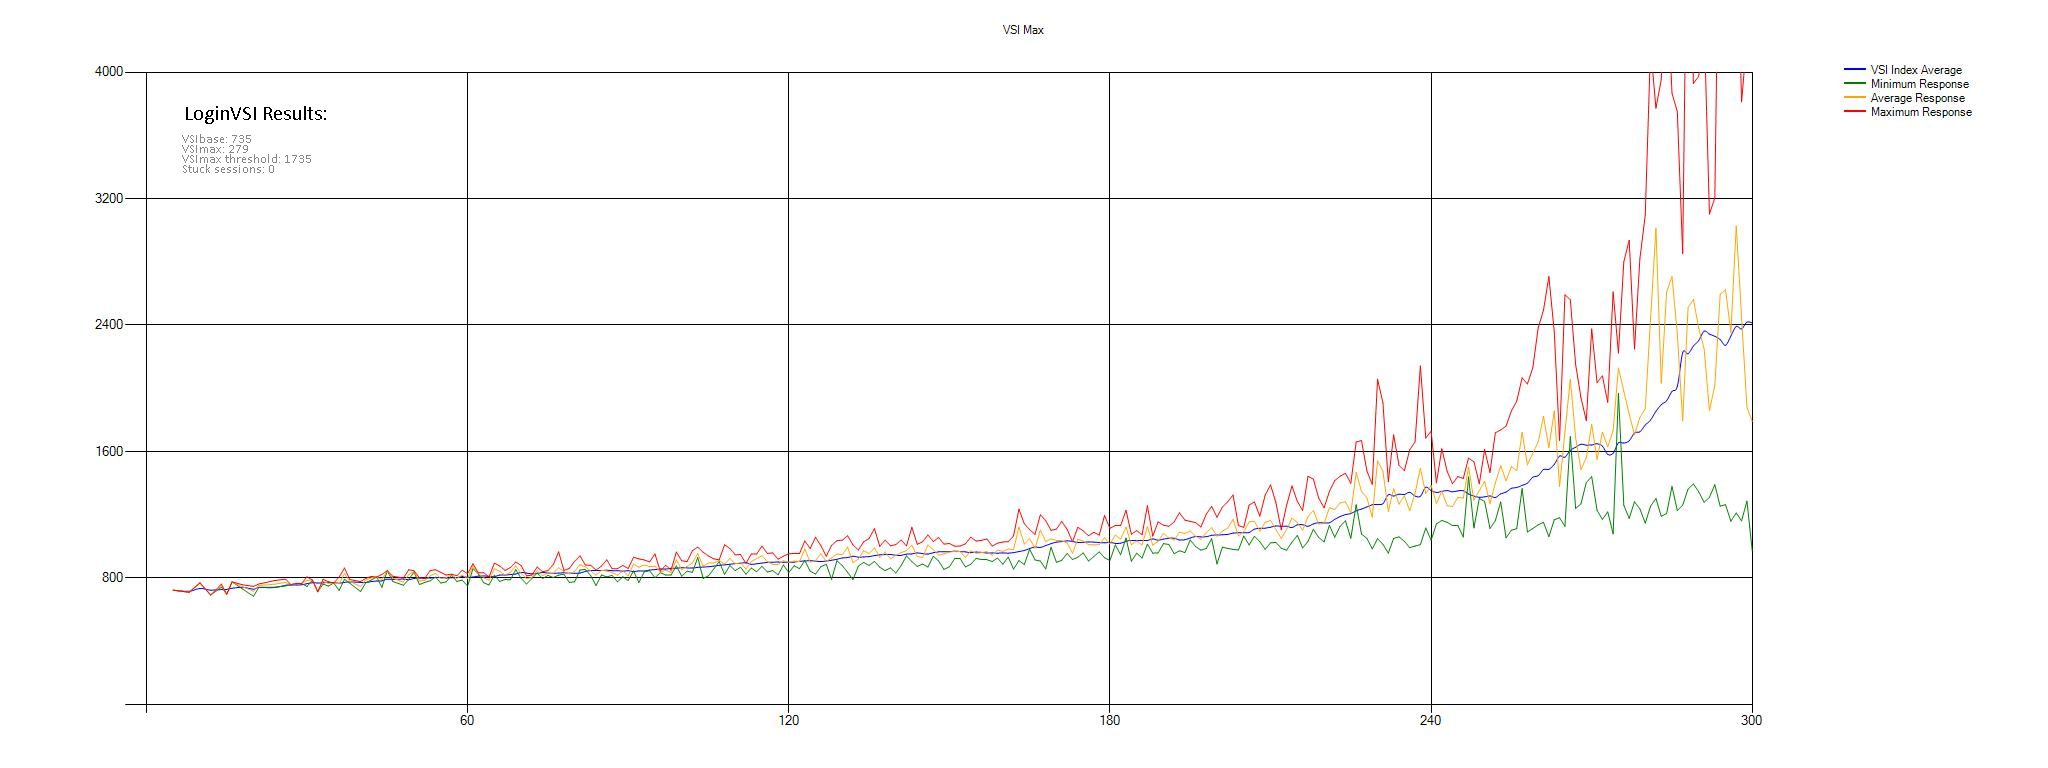 VSI Max
4000
3200
2400
1600
800
60
120
180
240
300
LoginVSI Results:
VSIbase: 735
VSImax: 279
VSImax threshold: 1735
Stuck sessions: 0
VSI Index Average
Minimum Response
Average Response
Maximum Response